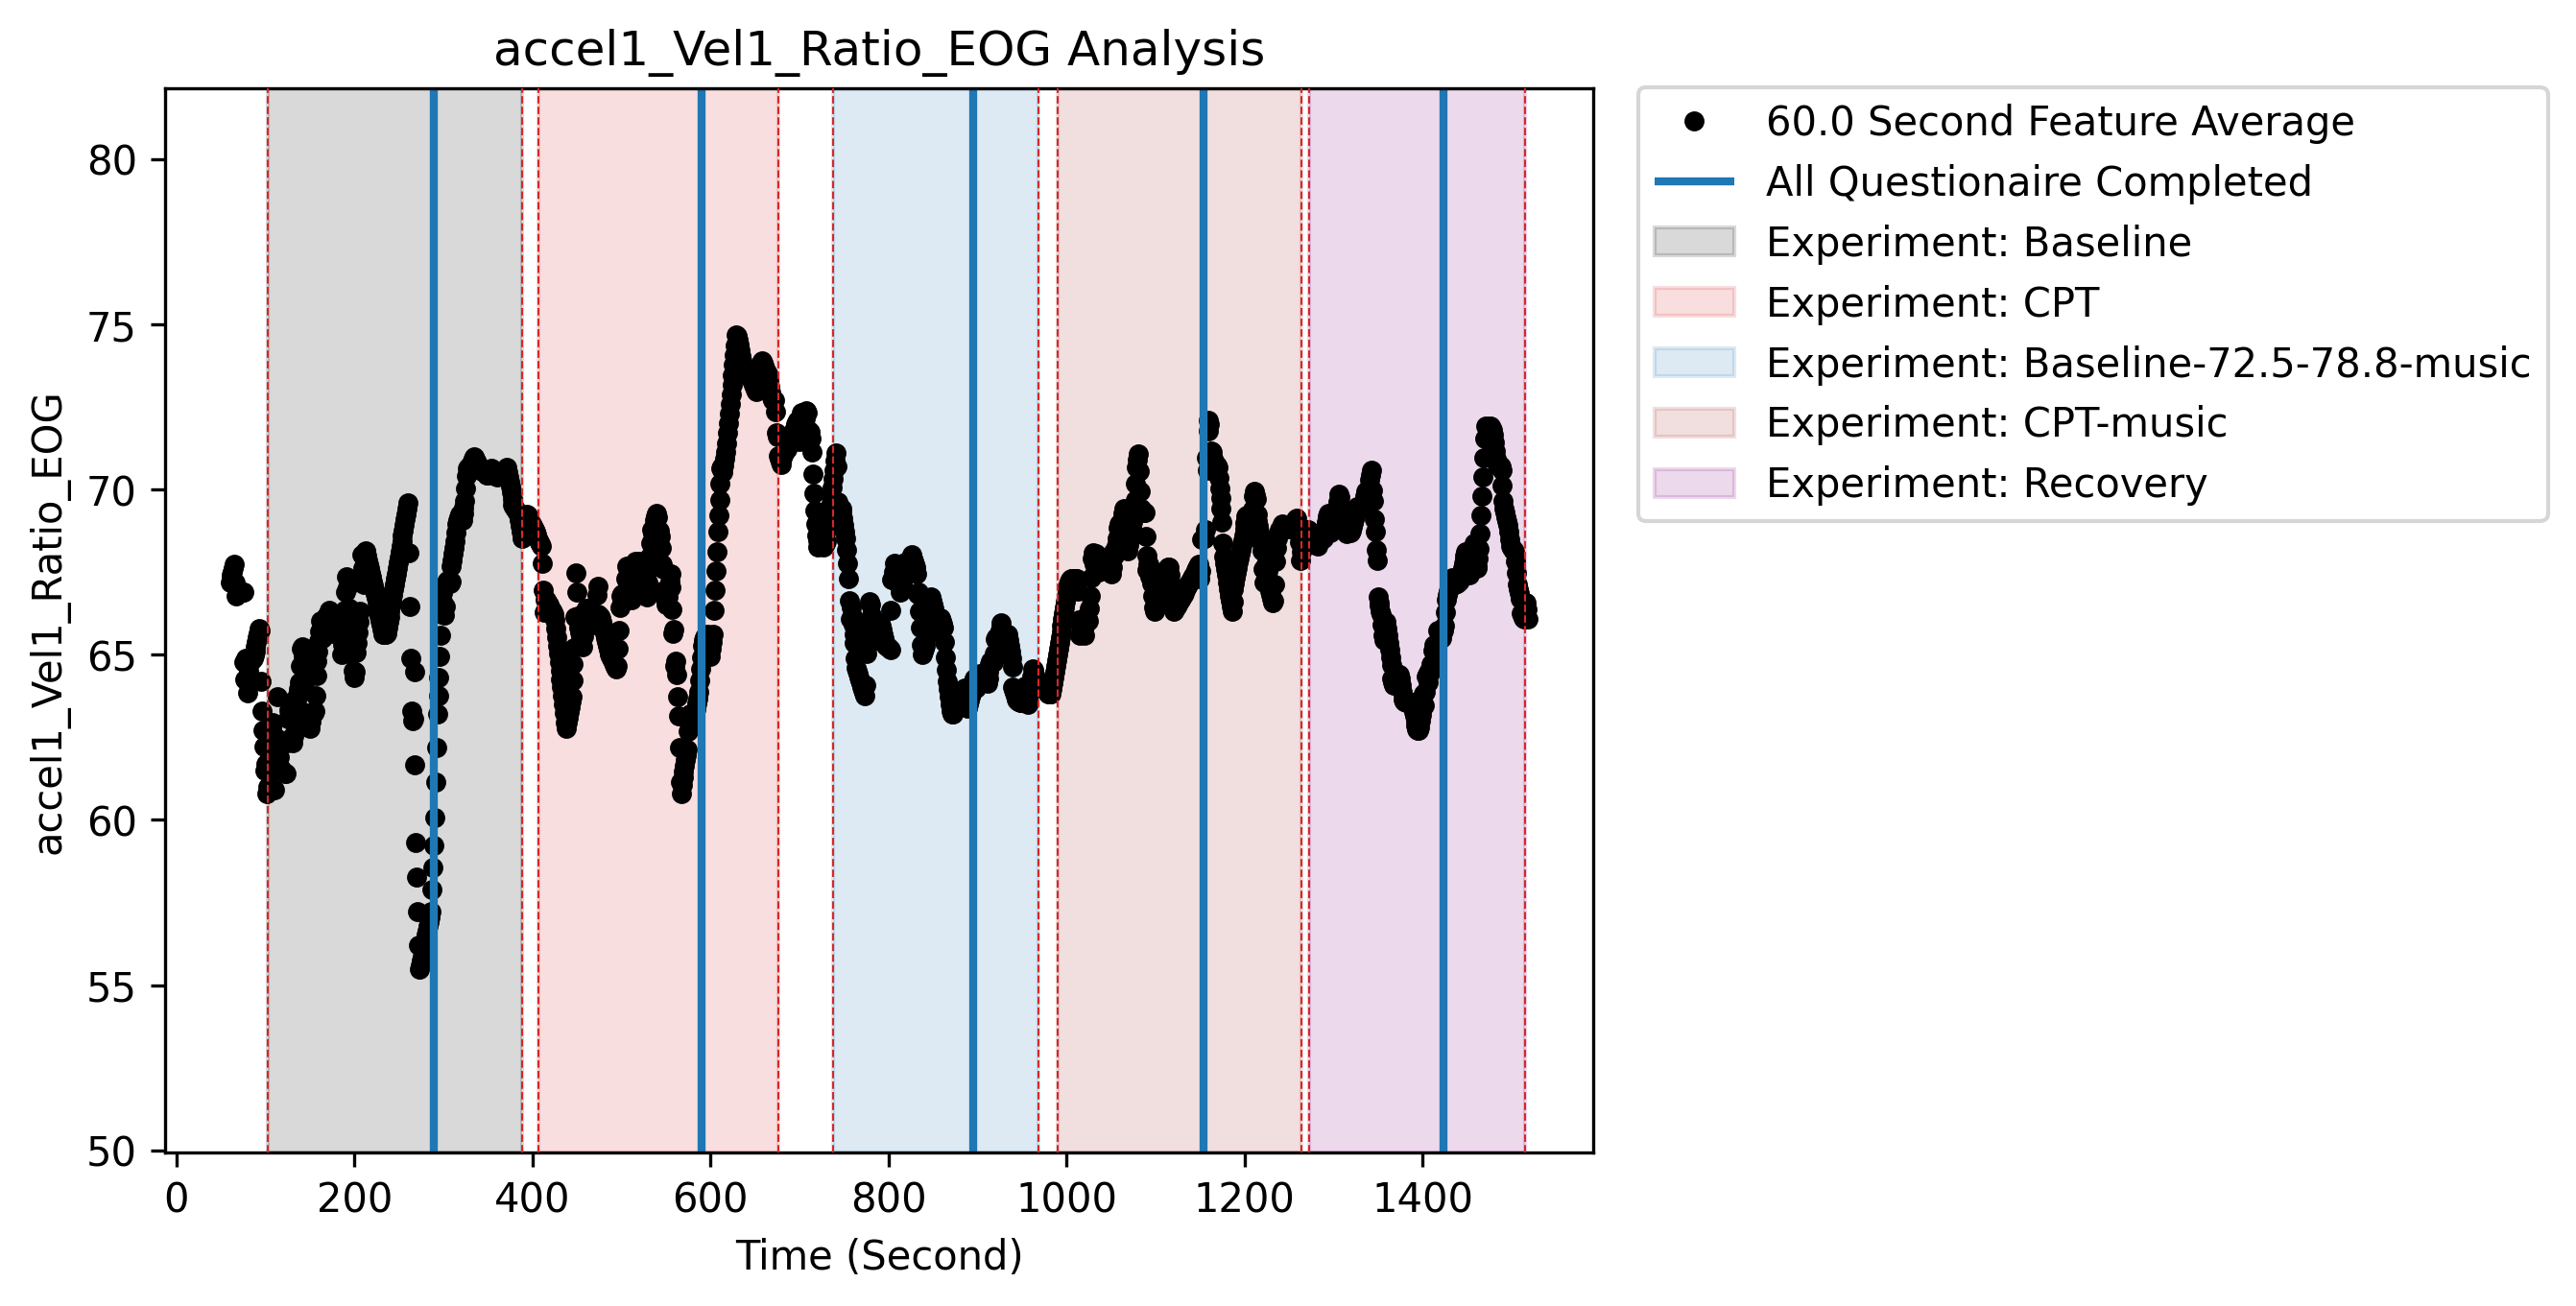 accel1_Vel1_Ratio_EOG Analysis
accel1_Vel1_Ratio_EOG
80
75
70
65
60
55
50
0 200 400 600 800 1000 1200 1400
Time (Second)
60.0 Second Feature Average
All Questionaire Completed
Experiment: Baseline
Experiment: CPT
Experiment: Baseline-72.5-78.8-music
Experiment: CPT-music
Experiment: Recovery